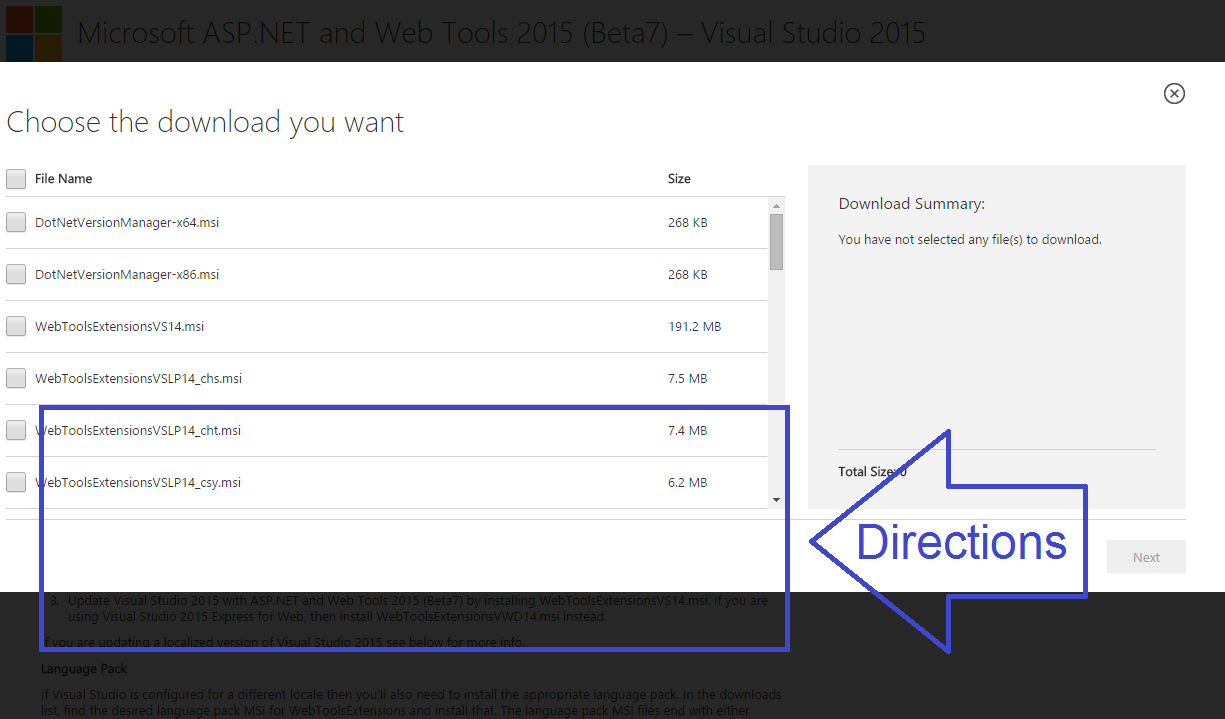 Microsoft ASP.NET and Web Tools 2015 (Beta7) – Visual Studio 2015
Choose the download you want
File Name Size
DotNetVersionManager-x64.msi 268 KB
DotNetVersionManager-x86.msi 268 KB
WebToolsExtensionsVS14.msi 191.2 MB
WebToolsExtensionsVSLP14_chs.msi 7.5 MB
WebToolsExtensionsVSLP14_cht.msi 7.4 MB
WebToolsExtensionsVSLP14_csy.msi 6.2 MB
Download Summary:
You have not selected any file(s) to download.
Total Size: 0
Directions
Next
3. Update Visual Studio 2015 with ASP.NET and Web Tools 2015 (Beta7) by installing WebToolsExtensionsVS14.msi. If you are
using Visual Studio 2015 Express for Web, then install WebToolsExtensionsVWD14.msi instead.
If you are updating a localized version of Visual Studio 2015 see below for more info.
Language Pack
If Visual Studio is configured for a different locale then you'll also need to install the appropriate language pack. In the downloads
list, find the desired language pack MSI for WebToolsExtensions and install that. The language pack MSI files end with either